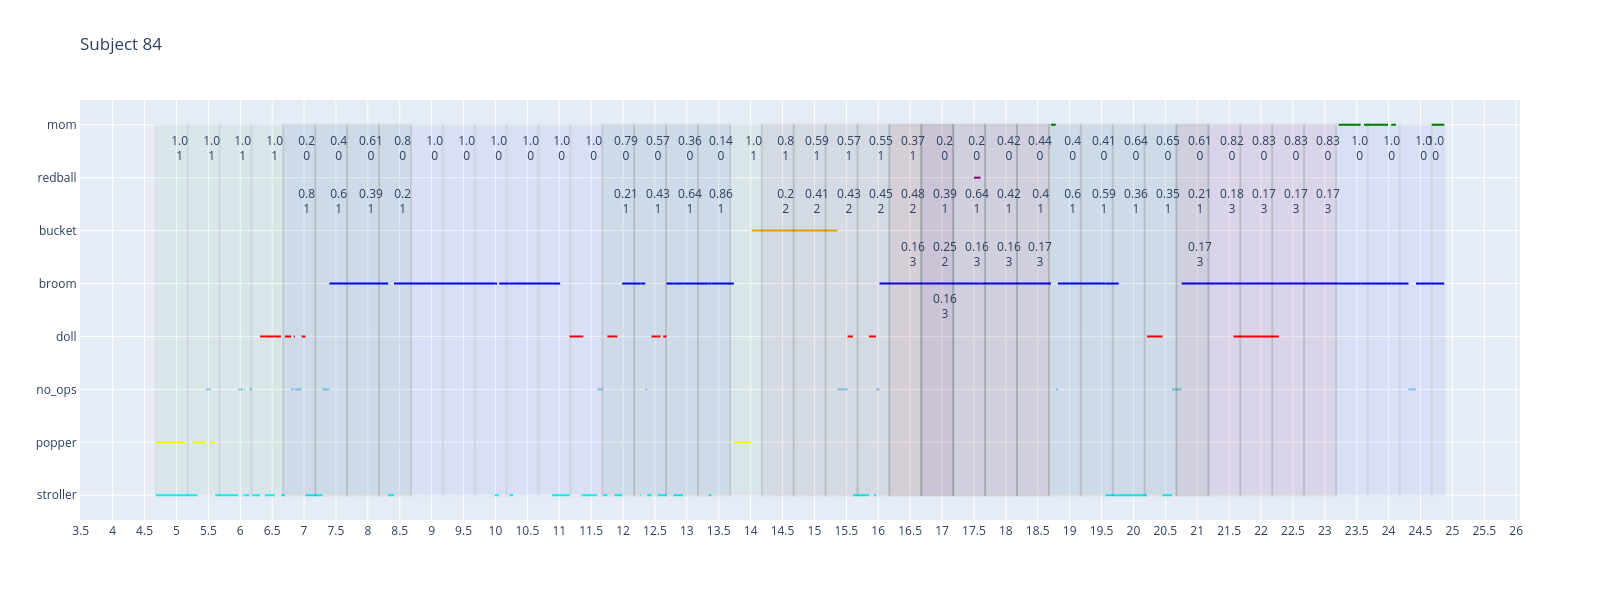 Subject 84
mom
1.0 1.0 1.0 1.0 0.2 0.4 0.61 0.8 1.0 1.0 1.0 1.0 1.0 1.0 0.79 0.57 0.36 0.14 1.0 0.8 0.59 0.57 0.55 0.37 0.2 0.2 0.42 0.44 0.4 0.41 0.64 0.65 0.61 0.82 0.83 0.83 0.83 1.0 1.0 1.0 1.0
1 1 1 1 0 0 0 0 0 0 0 0 0 0 0 0 0 0 1 1 1 1 1 1 0 0 0 0 0 0 0 0 0 0 0 0 0 0 0 0 0
redball
0.8 0.6 0.39 0.2 0.21 0.43 0.64 0.86 0.2 0.41 0.43 0.45 0.48 0.39 0.64 0.42 0.4 0.6 0.59 0.36 0.35 0.21 0.18 0.17 0.17 0.17
1 1 1 1 1 1 1 1 2 2 2 2 2 1 1 1 1 1 1 1 1 1 3 3 3 3
bucket
0.16 0.25 0.16 0.16 0.17 0.17
3 2 3 3 3 3
broom
0.16
3
doll
no_ops
popper
stroller
3.5 4 4.5 5 5.5 6 6.5 7 7.5 8 8.5 9 9.5 10 10.5 11 11.5 12 12.5 13 13.5 14 14.5 15 15.5 16 16.5 17 17.5 18 18.5 19 19.5 20 20.5 21 21.5 22 22.5 23 23.5 24 24.5 25 25.5 26